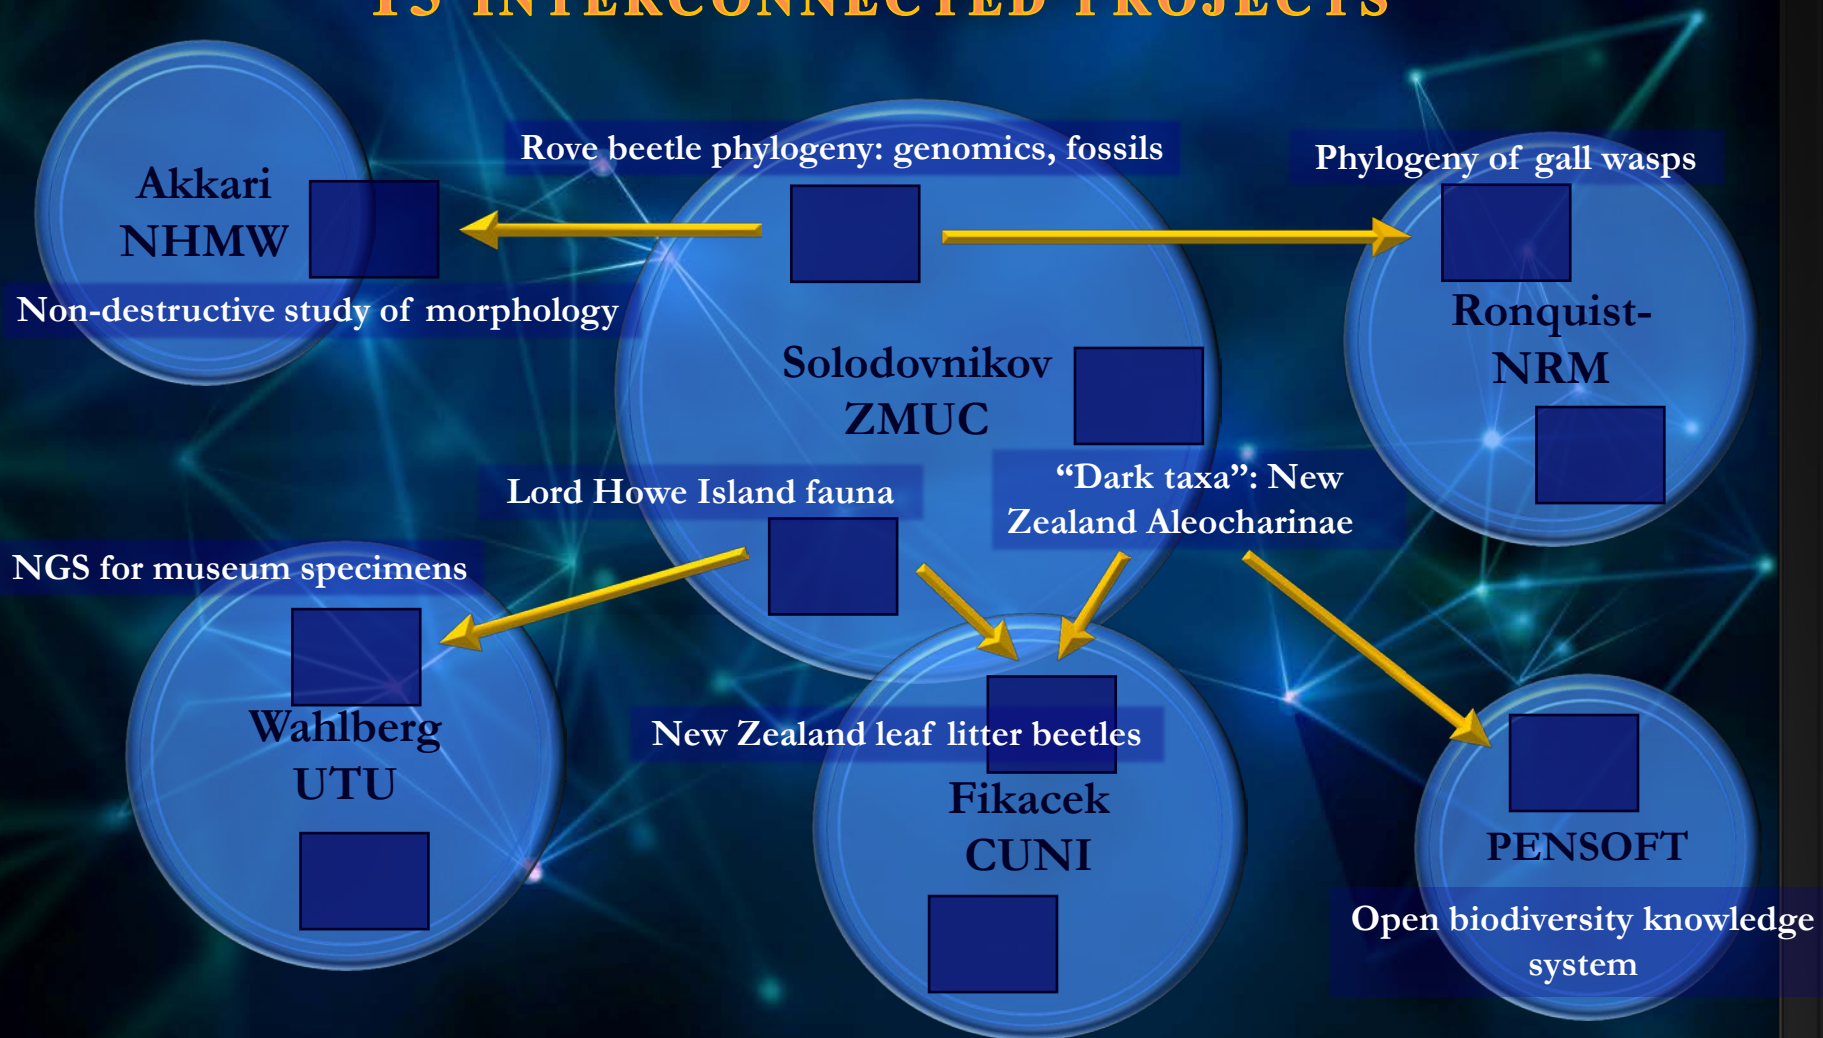 INTERCONNECTED PROJECTS
Rove beetle phylogeny: genomics, fossils
Phylogeny of gall wasps
Akkari
NHMW
Non-destructive study of morphology
Ronquist-
NRM
Solodovnikov
ZMUC
Lord Howe Island fauna
“Dark taxa”: New
Zealand Aleocharinae
NGS for museum specimens
Wahlberg
UTU
New Zealand leaf litter beetles
Fikacek
CUNI
PENSOFT
Open biodiversity knowledge
system